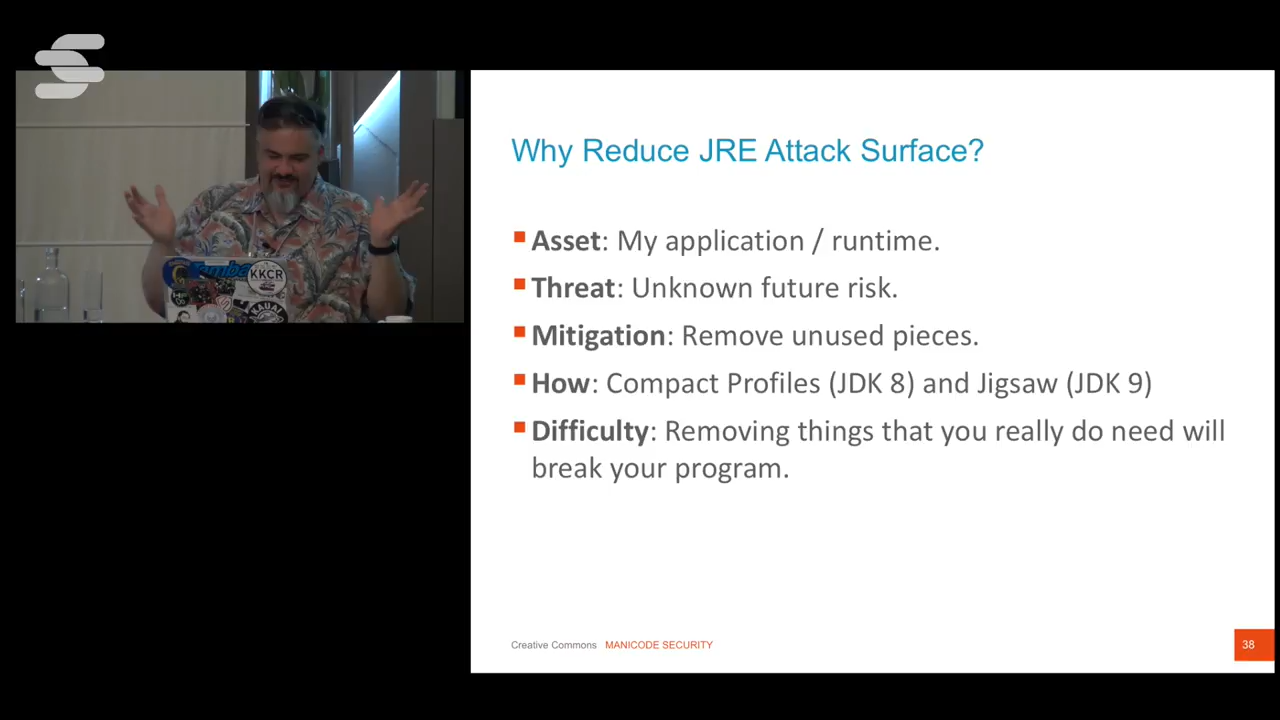 Why Reduce JRE Attack Surface?
Asset: My application / runtime.
Threat: Unknown future risk.
Mitigation: Remove unused pieces.
How: Compact Profiles (JDK 8) and Jigsaw (JDK 9)
Difficulty: Removing things that you really do need will
break your program.
Creative Commons MANICODE SECURITY
38
KKCR
KAUAI